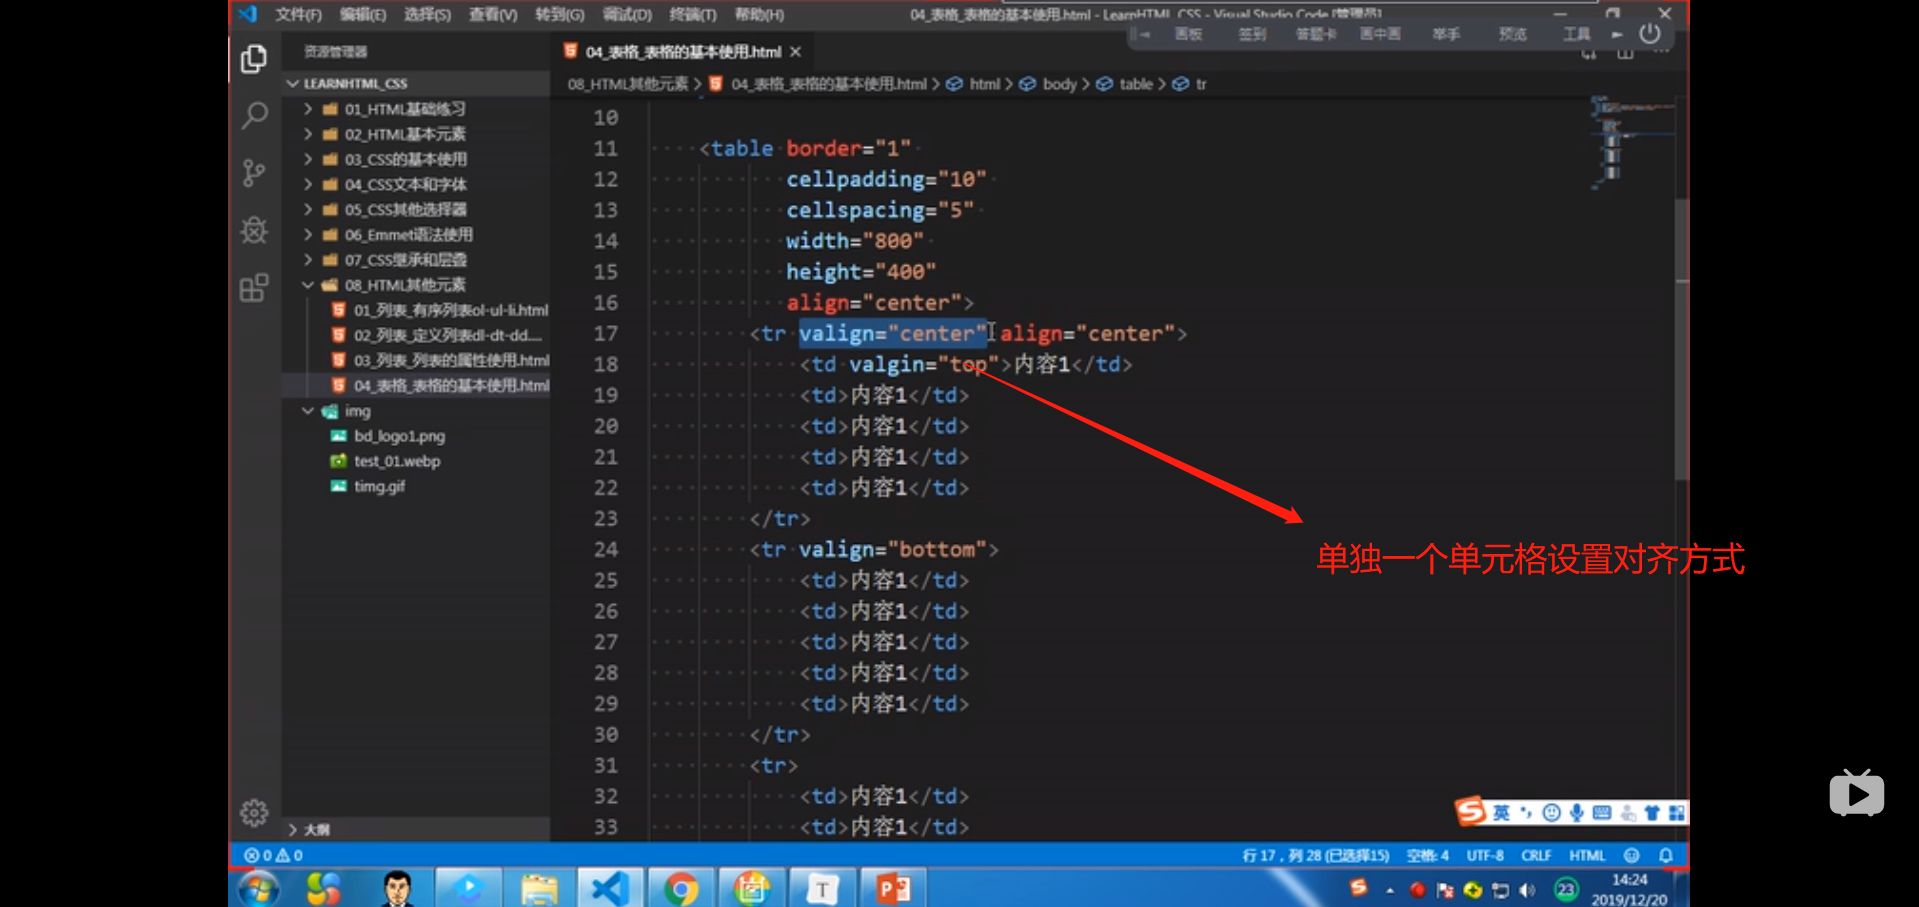 文件(F) 编辑(E) 选择(S) 查看(V) 转到(G) 调试(D) 终端(T) 帮助(H) 04_表格_表格的基本使用.html - LearnHTML_CSS - Visual Studio Code [管理员]
画板 签到 答题卡 画中画 举手 预览 工具
资源管理器
04_表格_表格的基本使用.html
LEARNHTML_CSS
08_HTML其他元素 > 04_表格_表格的基本使用.html > html > body > table > tr
01_HTML基础练习
02_HTML基本元素
03_CSS的基本使用
04_CSS文本和字体
05_CSS其他选择器
06_Emmet语法使用
07_CSS继承和层叠
08_HTML其他元素
01_列表_有序列表ol-ul-li.html
02_列表_定义列表dl-dt-dd....
03_列表_列表的属性使用.html
04_表格_表格的基本使用.html
img
bd_logo1.png
test_01.webp
timg.gif
大纲
10
11 <table border="1"
12 cellpadding="10"
13 cellspacing="5"
14 width="800"
15 height="400"
16 align="center">
17 <tr valign="center" align="center">
18 <td valgin="top">内容1</td>
19 <td>内容1</td>
20 <td>内容1</td>
21 <td>内容1</td>
22 <td>内容1</td>
23 </tr>
24 <tr valign="bottom">
25 <td>内容1</td>
26 <td>内容1</td>
27 <td>内容1</td>
28 <td>内容1</td>
29 <td>内容1</td>
30 </tr>
31 <tr>
32 <td>内容1</td>
33 <td>内容1</td>
单独一个单元格设置对齐方式
英
0 0
行 17，列 28 (已选择15) 空格: 4 UTF-8 CRLF HTML
T
23
14:24
2019/12/20